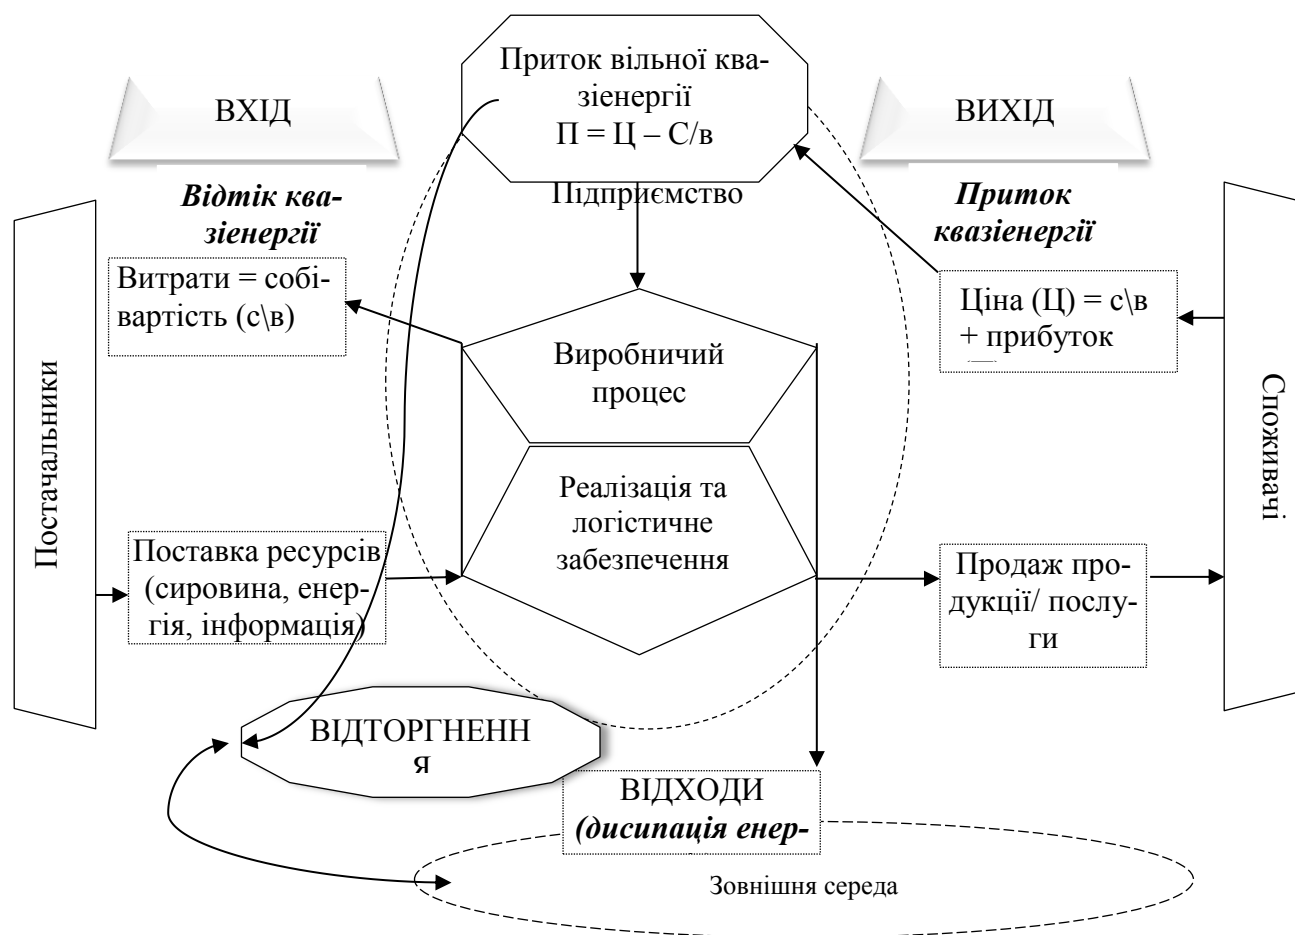 Приток вільної ква-
зіенергії
П = Ц – С/в
ВХІД
ВИХІД
Підприємство
Відтік ква-
зіенергії
Приток
квазіенергії
Витрати = собі-
вартість (с\в)
Ціна (Ц) = с\в
+ прибуток
Постачальники
Виробничий
процес
Споживачі
Реалізація та
логістичне
забезпечення
Поставка ресурсів
(сировина, енер-
гія, інформація)
Продаж про-
дукції/ послу-
ги
ВІДТОРГНЕНН
Я
ВІДХОДИ
(дисипація енер-
Зовнішня середа